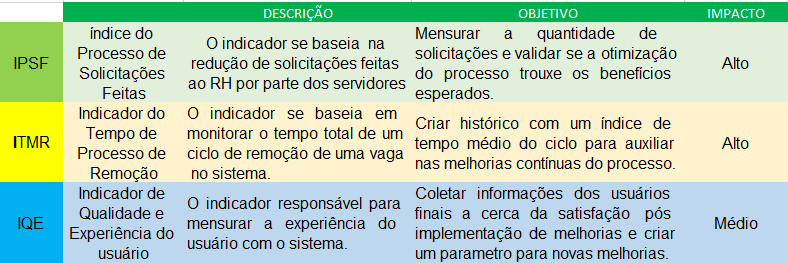 DESCRIÇÃO OBJETIVO IMPACTO
IPSF
índice do
Processo de
Solicitações
Feitas
O indicador se baseia na
redução de solicitações feitas
ao RH por parte dos servidores
Mensurar a quantidade de
solicitações e validar se a otimização
do processo trouxe os benefícios
esperados.
Alto
ITMR
Indicador do
Tempo de
Processo de
Remoção
O indicador se baseia em
monitorar o tempo total de um
ciclo de remoção de uma vaga
no sistema.
Criar histórico com um índice de
tempo médio do ciclo para auxiliar
nas melhorias contínuas do processo.
Alto
IQE
Indicador de
Qualidade e
Experiência do
usuário
O indicador responsável para
mensurar a experiência do
usuário com o sistema.
Coletar informações dos usuários
finais a cerca da satisfação pós
implementação de melhorias e criar
um parametro para novas melhorias.
Médio